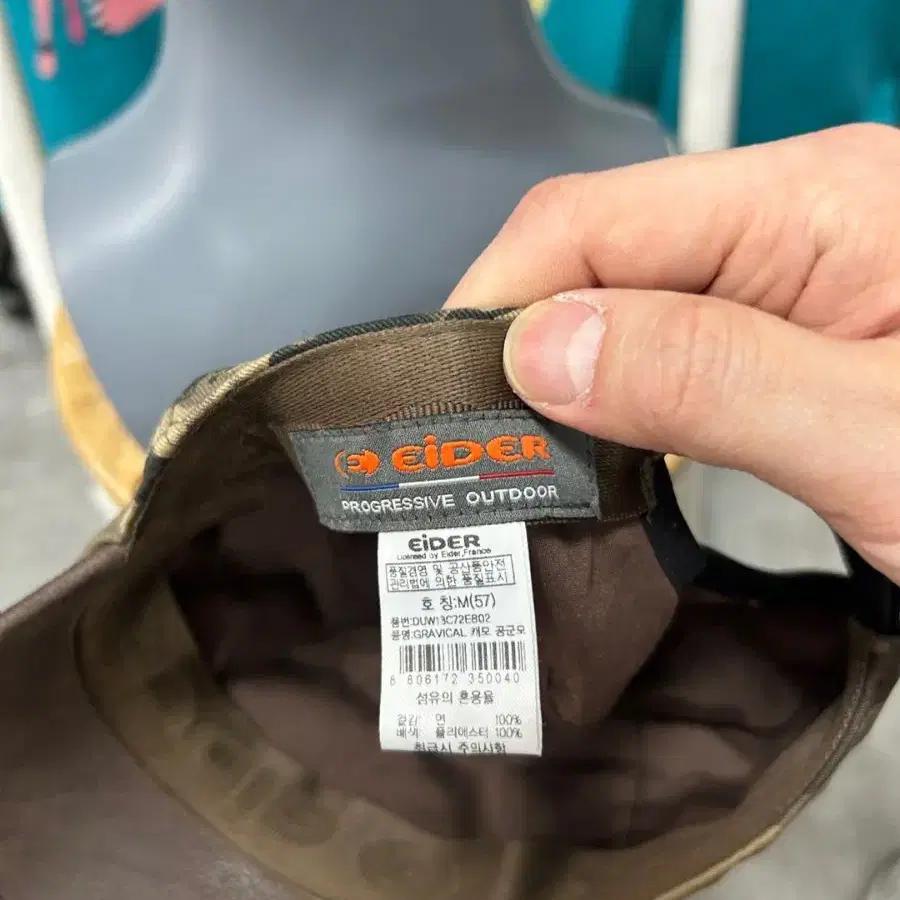 EiDER
PROGRESSIVE OUTDOOR
EiDER
Licensed by Eider,France
품질경영 및 공산품안전
관리법에 의한 품질표시
호 칭:M(57)
품번:DUW13C72EB02
품명:GRAVICAL 캐모 공군모
8 806172 350040
섬유의 혼용율
겉감: 면 100%
배색: 폴리에스터 100%
취급시 주의사항